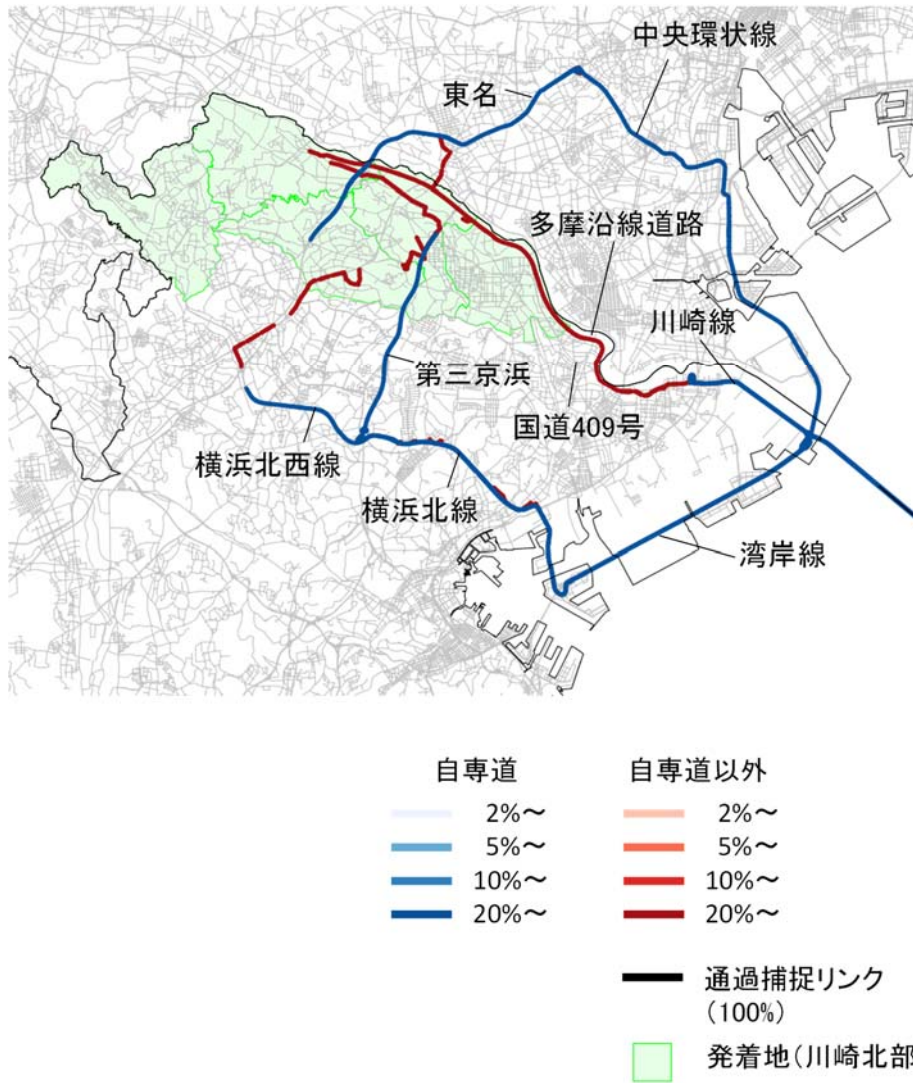 中央環状線
東名
多摩沿線道路
川崎線
第三京浜
国道409号
横浜北西線
横浜北線
湾岸線
自専道 自専道以外
2%～ 2%～
5%～ 5%～
10%～ 10%～
20%～ 20%～
通過捕捉リンク
(100%)
発着地(川崎北部